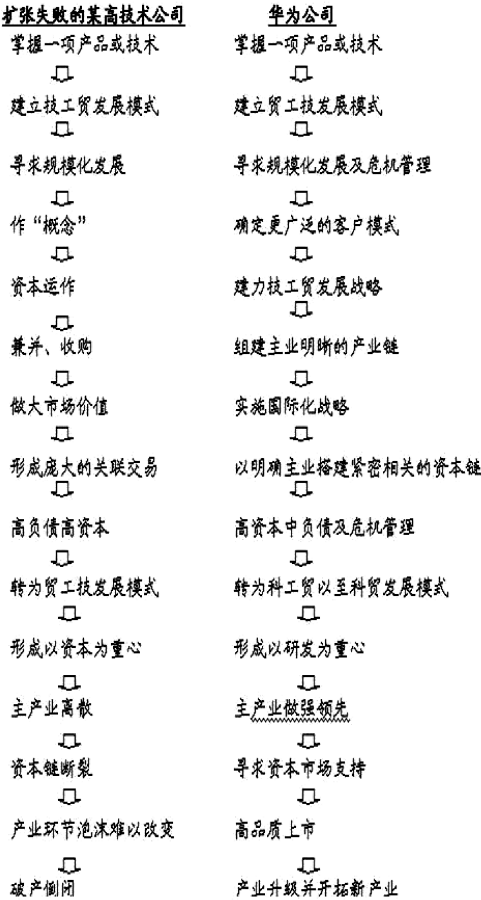 扩张失败的某高技术公司 华为公司
掌握一项产品或技术 掌握一项产品或技术
建立技工贸发展模式 建立贸工技发展模式
寻求规模化发展 寻求规模化发展及危机管理
作“概念” 确定更广泛的客户模式
资本运作 建力技工贸发展战略
兼并、收购 组建主业明晰的产业链
做大市场价值 实施国际化战略
形成庞大的关联交易 以明确主业搭建紧密相关的资本链
高负债高资本 高资本中负债及危机管理
转为贸工技发展模式 转为科工贸以至科贸发展模式
形成以资本为重心 形成以研发为重心
主产业离散 主产业做强领先
资本链断裂 寻求资本市场支持
产业环节泡沫难以改变 高品质上市
破产倒闭 产业升级并开拓新产业